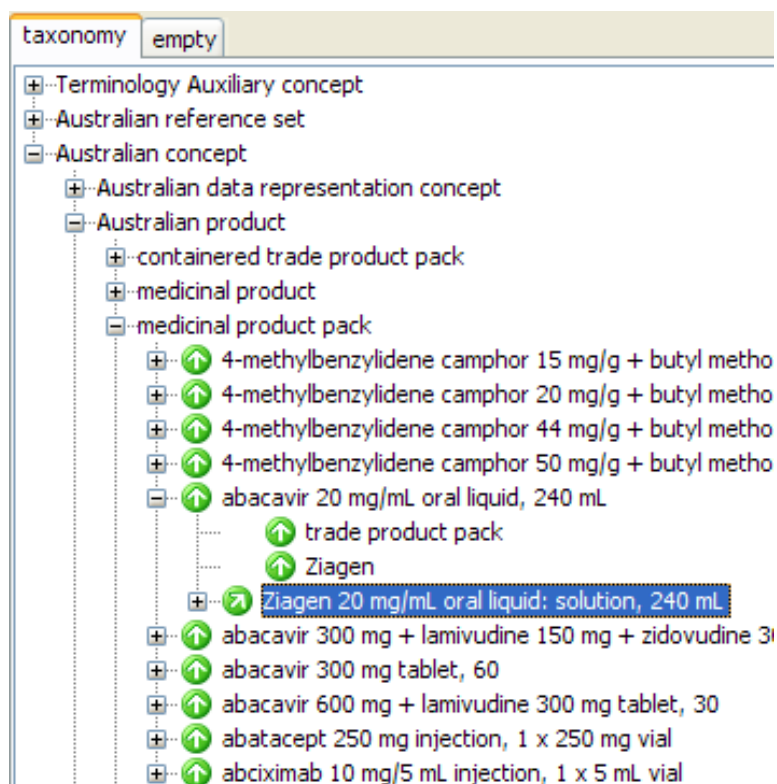 taxonomy empty
Terminology Auxiliary concept
Australian reference set
Australian concept
Australian data representation concept
Australian product
containered trade product pack
medicinal product
medicinal product pack
4-methylbenzylidene camphor 15 mg/g + butyl metho
4-methylbenzylidene camphor 20 mg/g + butyl metho
4-methylbenzylidene camphor 44 mg/g + butyl metho
4-methylbenzylidene camphor 50 mg/g + butyl metho
abacavir 20 mg/mL oral liquid, 240 mL
trade product pack
Ziagen
Ziagen 20 mg/mL oral liquid: solution, 240 mL
abacavir 300 mg + lamivudine 150 mg + zidovudine 30
abacavir 300 mg tablet, 60
abacavir 600 mg + lamivudine 300 mg tablet, 30
abatacept 250 mg injection, 1 x 250 mg vial
abciximab 10 mg/5 mL injection, 1 x 5 mL vial